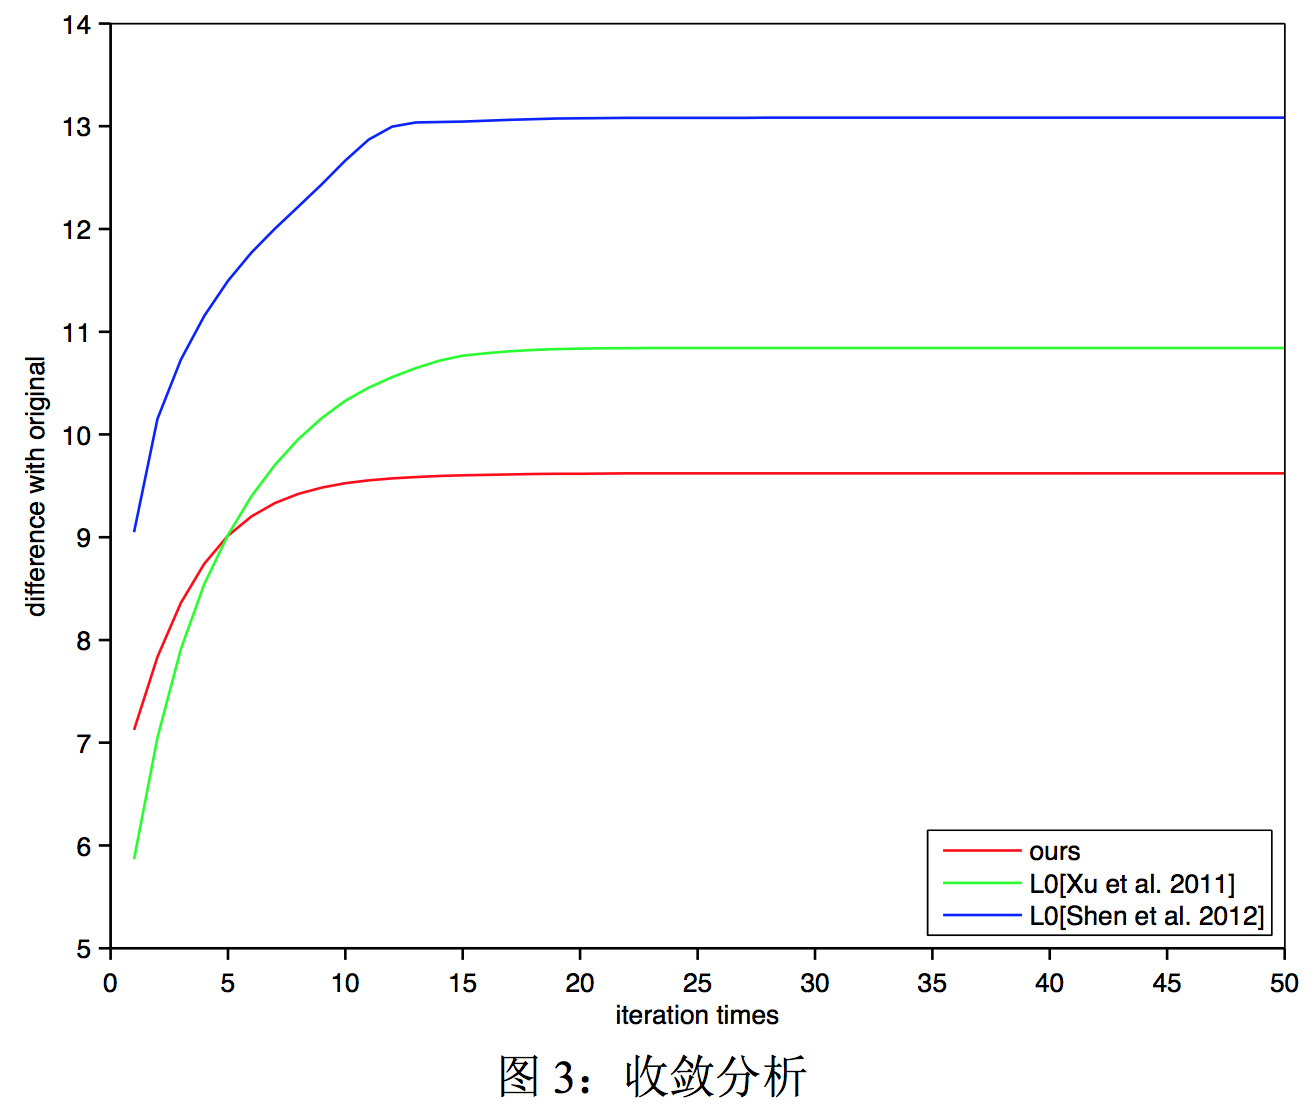 14
13
12
11
10
9
8
7
6
5
difference with original
ours
L0[Xu et al. 2011]
L0[Shen et al. 2012]
0 5 10 15 20 25 30 35 40 45 50
iteration times
图 3：收敛分析